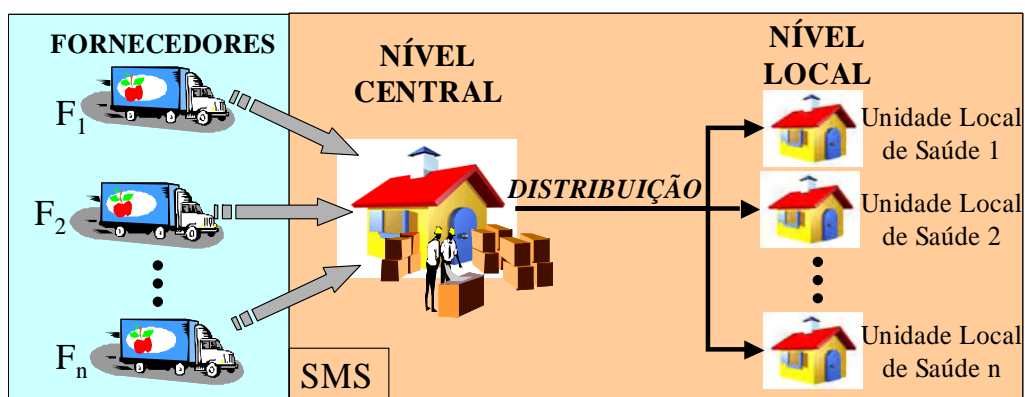 FORNECEDORES
F1
F2
Fn
NÍVEL
CENTRAL
SMS
DISTRIBUIÇÃO
NÍVEL
LOCAL
Unidade Local
de Saúde 1
Unidade Local
de Saúde 2
Unidade Local
de Saúde n